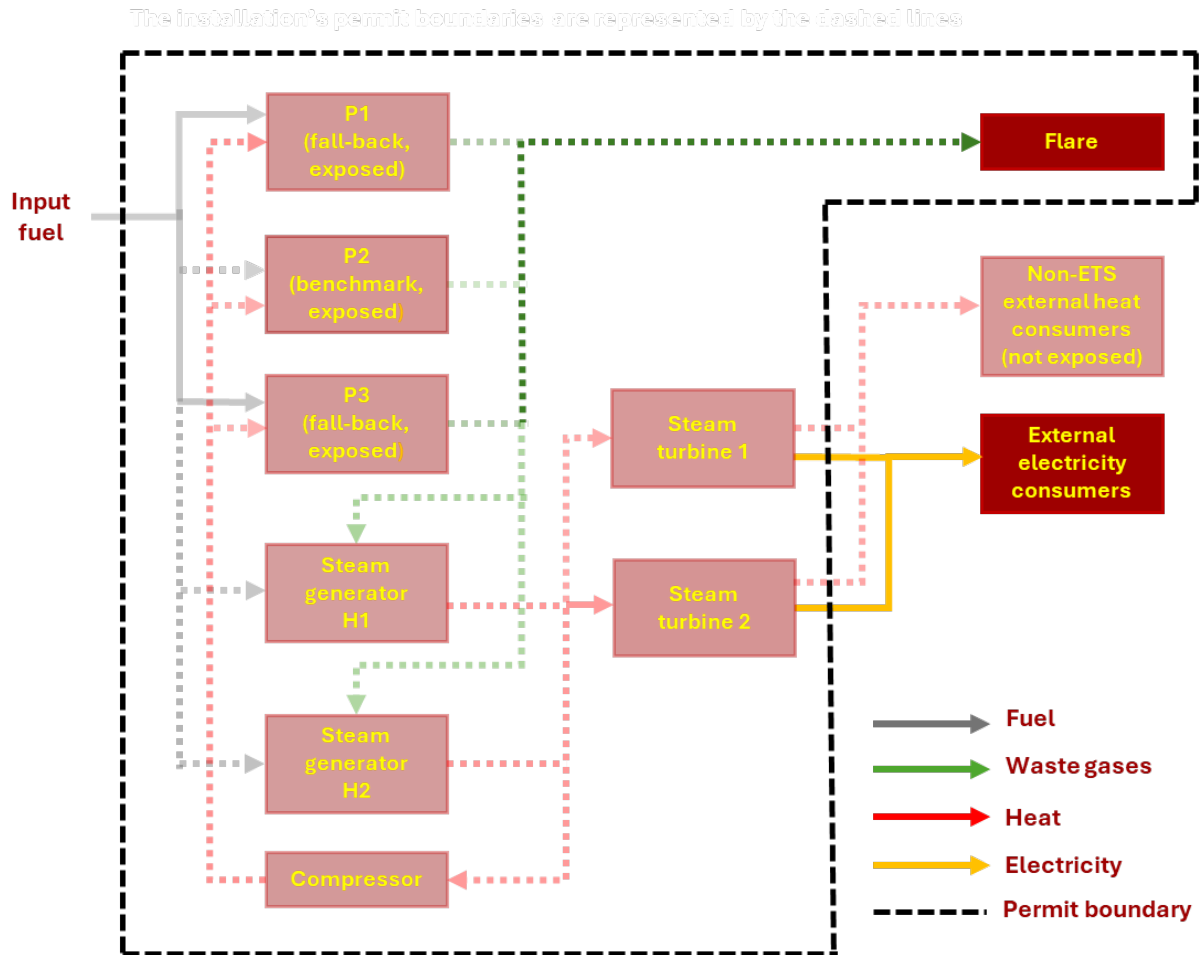 The installation's permit boundaries are represented by the dashed lines
Input
fuel
P1
(fall-back,
exposed)
Flare
P2
(benchmark,
exposed)
Non-ETS
external heat
consumers
(not exposed)
P3
(fall-back,
exposed)
Steam
turbine 1
External
electricity
consumers
Steam
generator
H1
Steam
turbine 2
Steam
generator
H2
Compressor
Fuel
Waste gases
Heat
Electricity
Permit boundary